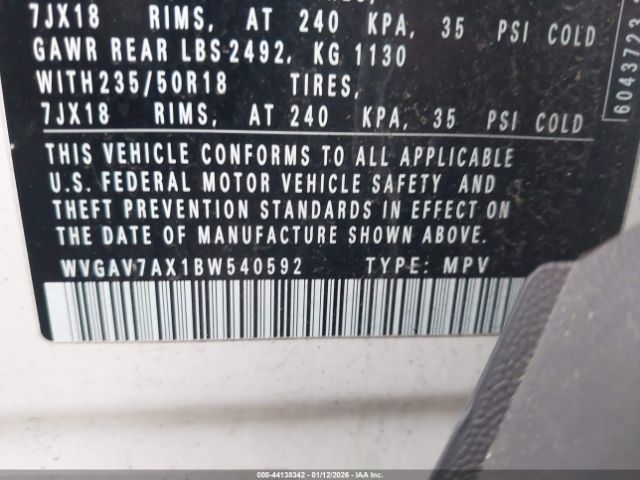 7JX18 RIMS, AT 240 KPA, 35 PSI COLD
GAWR REAR LBS 2492, KG 1130
WITH 235/50R18 TIRES,
7JX18 RIMS, AT 240 KPA, 35 PSI COLD
THIS VEHICLE CONFORMS TO ALL APPLICABLE
U.S. FEDERAL MOTOR VEHICLE SAFETY AND
THEFT PREVENTION STANDARDS IN EFFECT ON
THE DATE OF MANUFACTURE SHOWN ABOVE.
WVGAV7AX1BW540592 TYPE: MPV
000-44138342 - 01/12/2026 - IAAI.COM